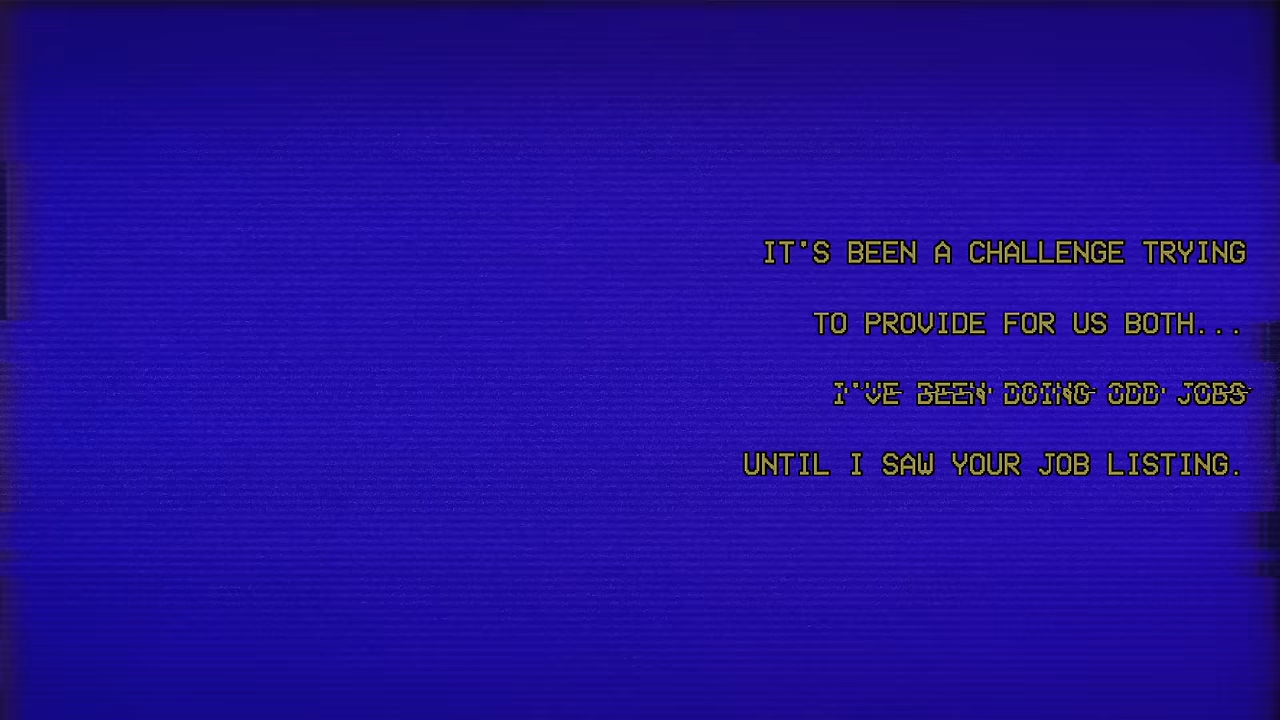 IT'S BEEN A CHALLENGE TRYING
TO PROVIDE FOR US BOTH...
I'VE BEEN DOING ODD JOBS
UNTIL I SAW YOUR JOB LISTING.